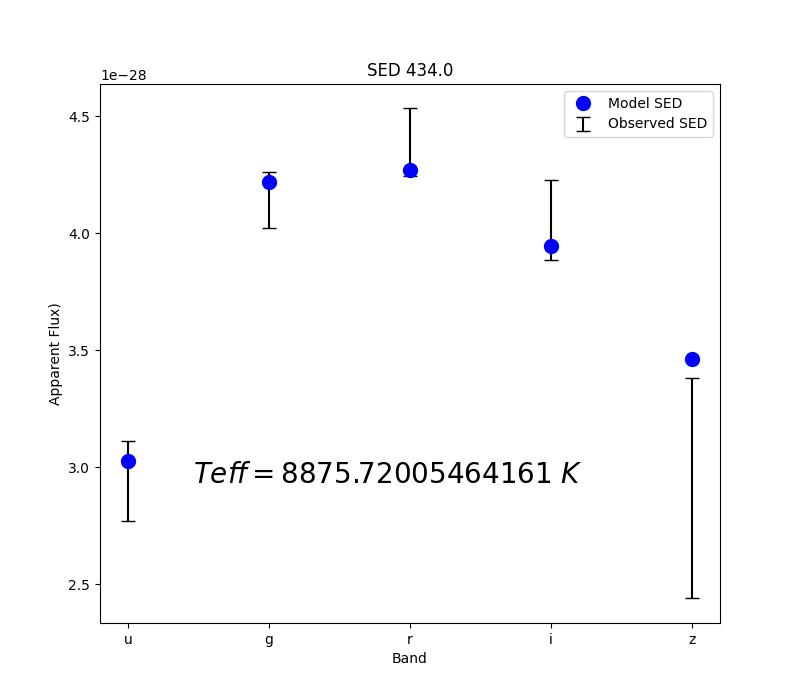 SED 434.0
1e−28
Model SED
Observed SED
4.5
4.0
3.5
3.0
2.5
Apparent Flux)
Teff = 8875.72005464161 K
u g r i z
Band